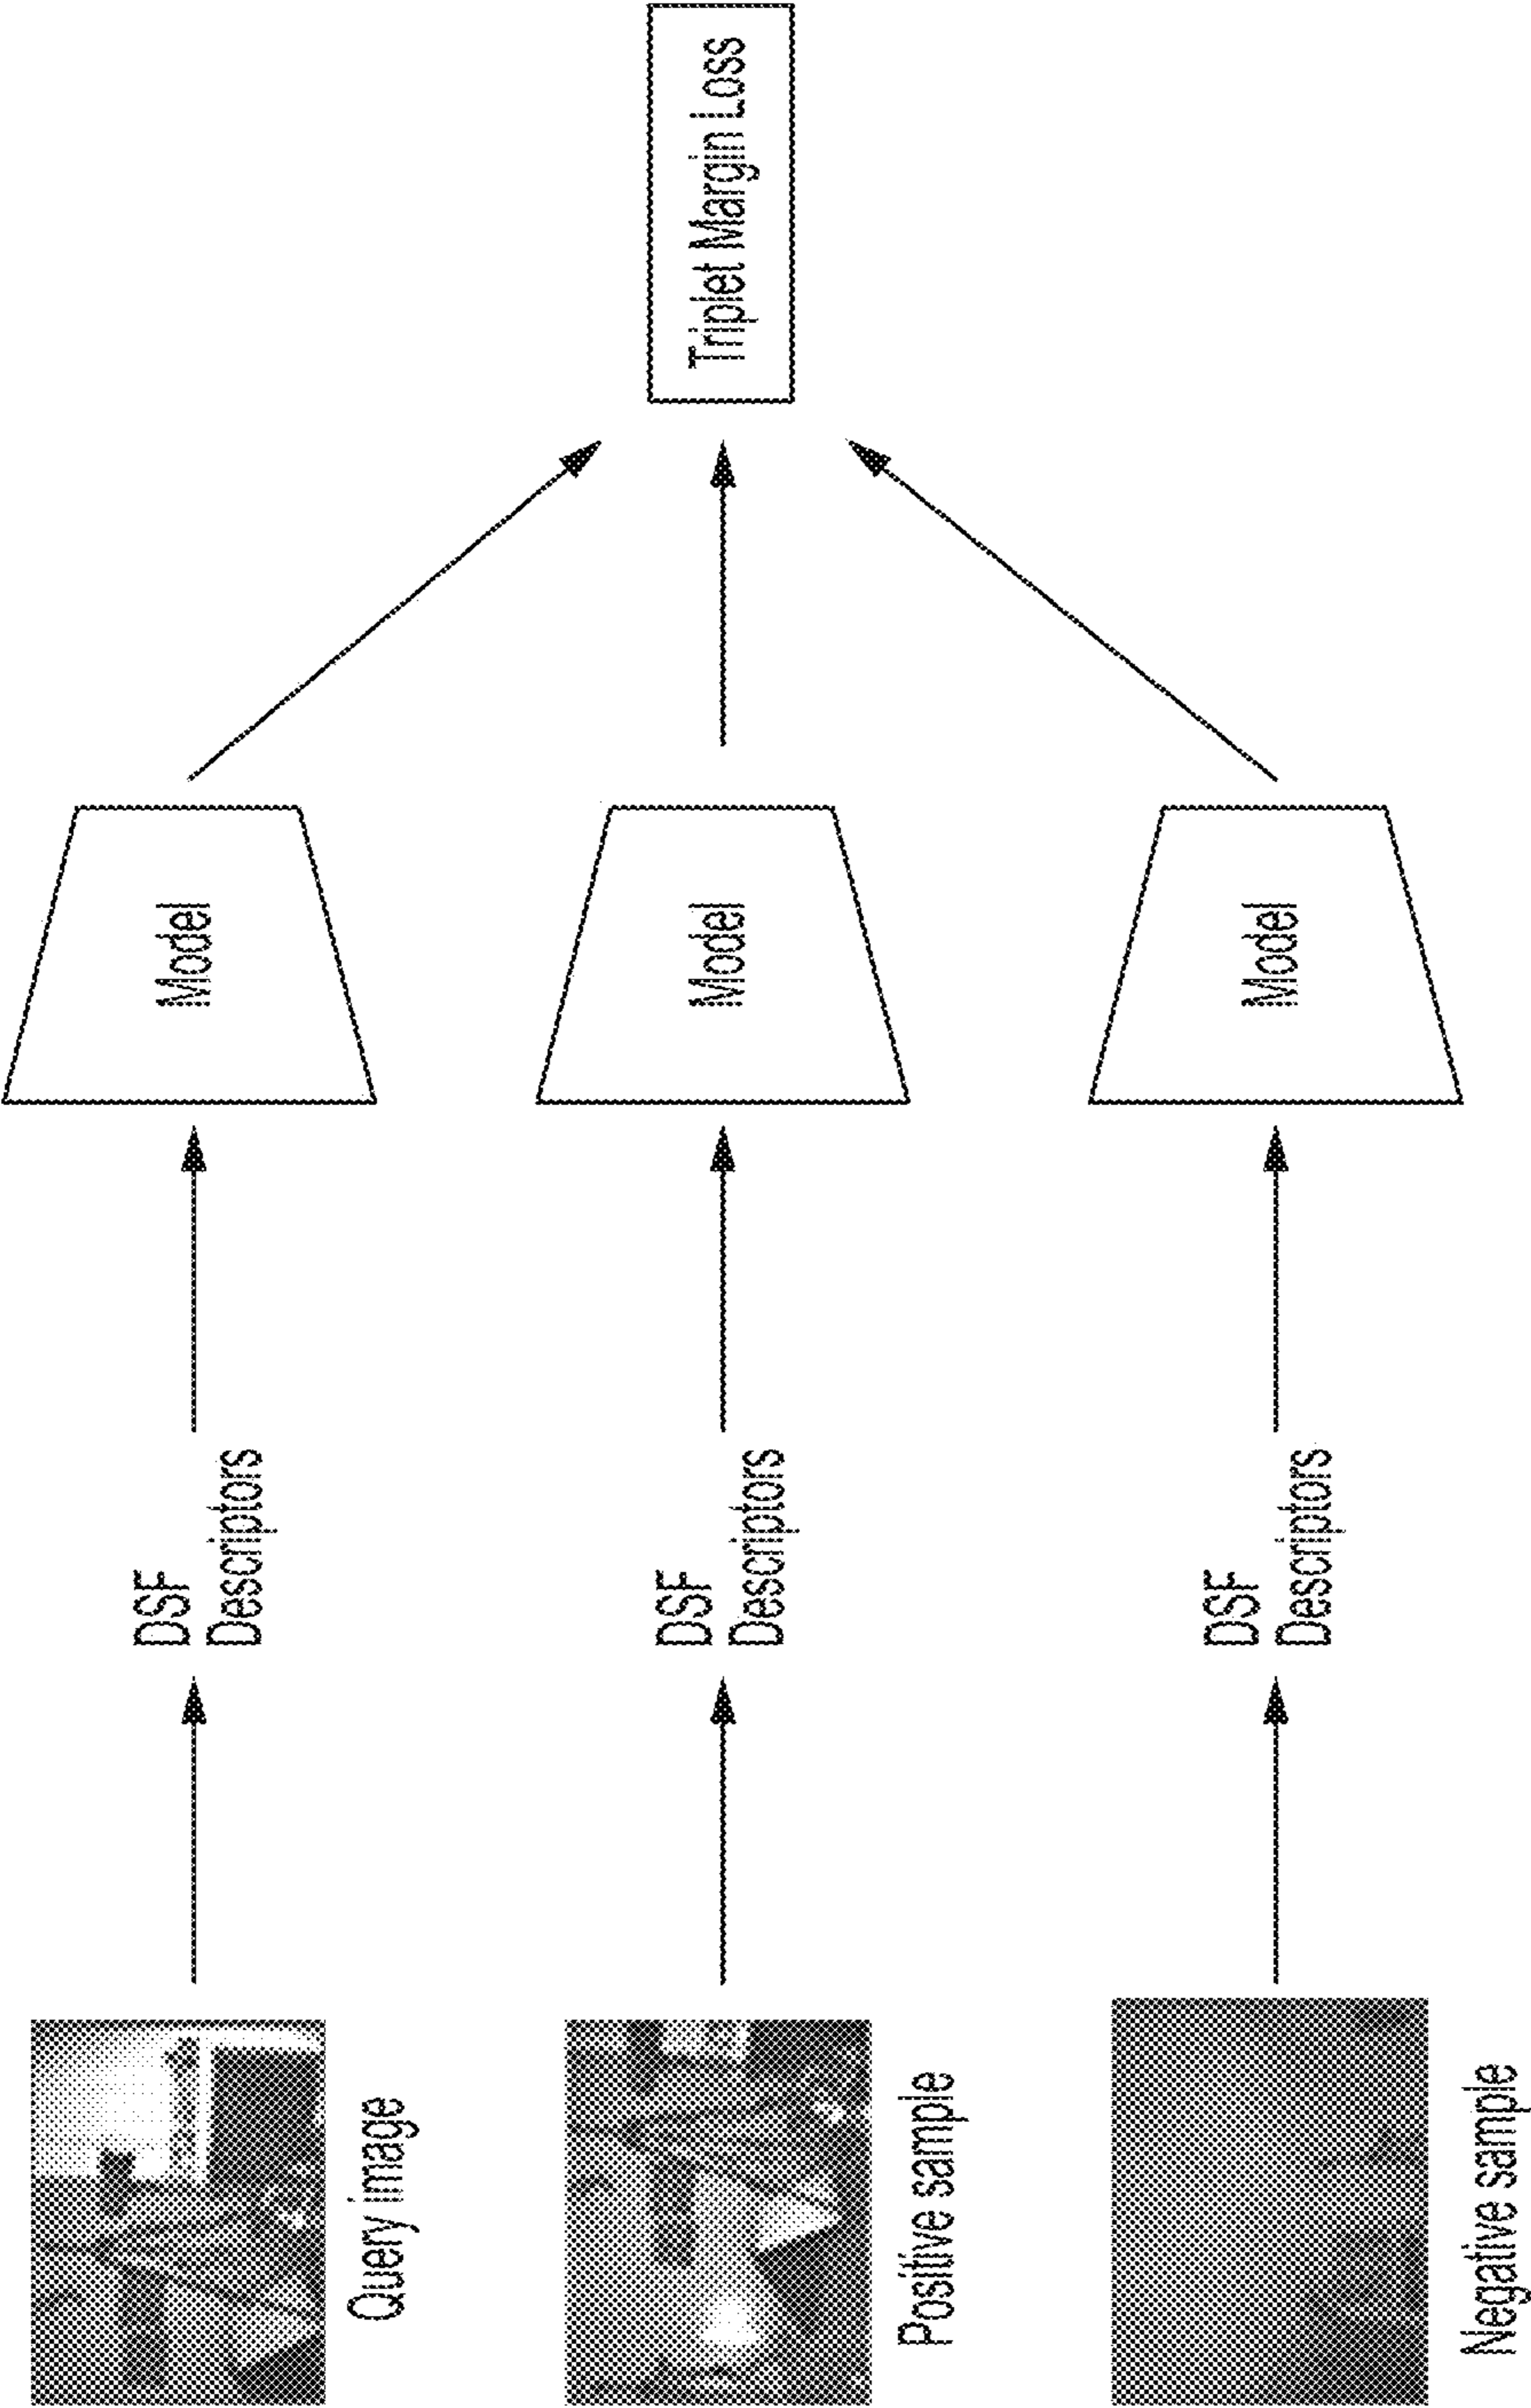 Query image
DSF
Descriptors
Model
Positive sample
DSF
Descriptors
Model
Negative sample
DSF
Descriptors
Model
Triplet Margin Loss